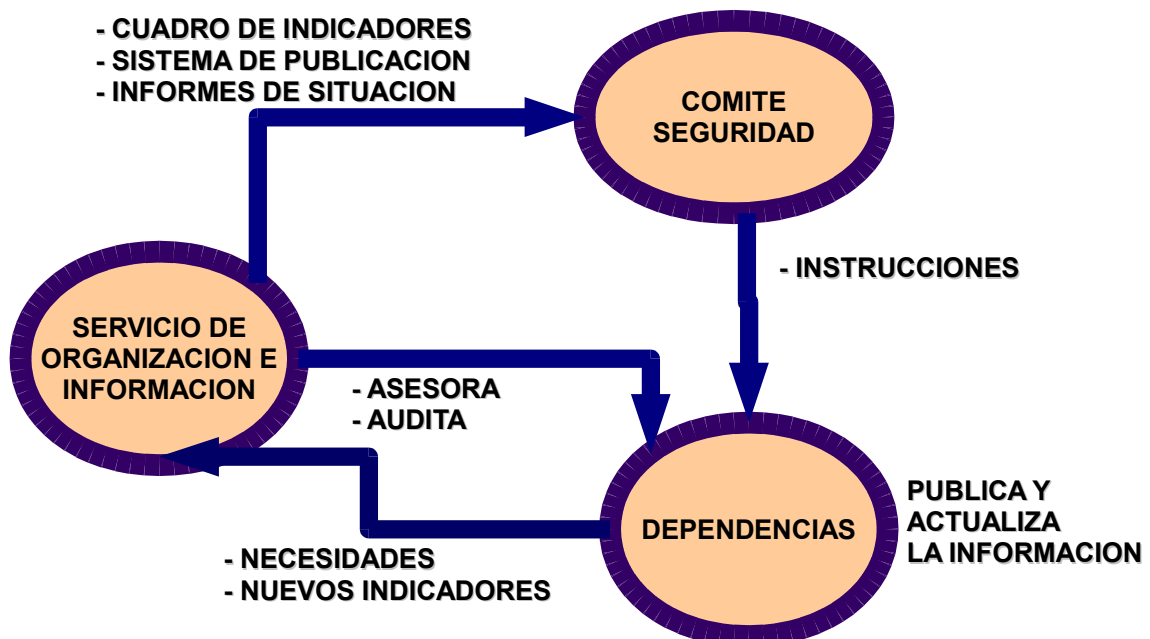 - CUADRO DE INDICADORES
- SISTEMA DE PUBLICACION
- INFORMES DE SITUACION
COMITE
SEGURIDAD
- INSTRUCCIONES
SERVICIO DE
ORGANIZACION E
INFORMACION
- ASESORA
- AUDITA
DEPENDENCIAS
PUBLICA Y
ACTUALIZA
LA INFORMACION
- NECESIDADES
- NUEVOS INDICADORES